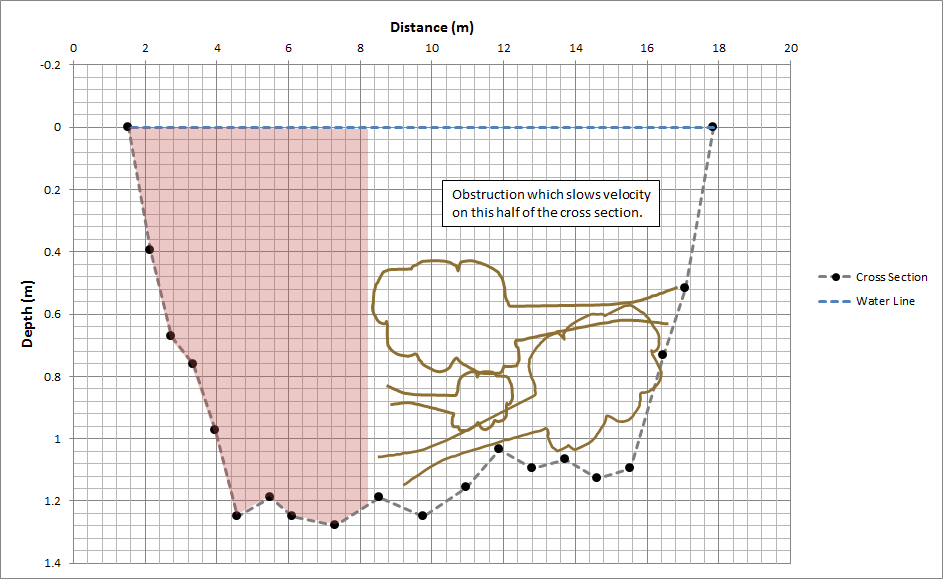 Distance (m)
0 2 4 6 8 10 12 14 16 18 20
-0.2
0
0.2
0.4
0.6
0.8
1
1.2
1.4
Depth (m)
Obstruction which slows velocity
on this half of the cross section.
Cross Section
Water Line